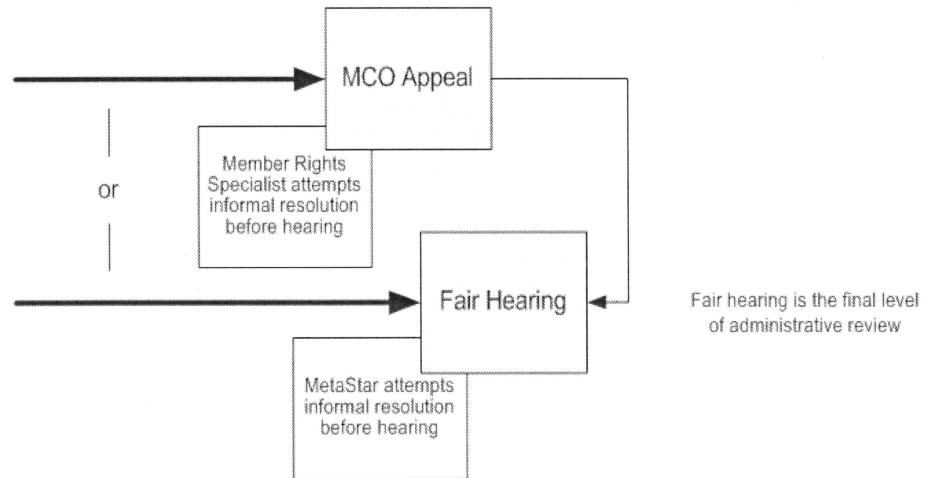 MCO Appeal
Member Rights
Specialist attempts
informal resolution
before hearing
or
Fair Hearing
Fair hearing is the final level
of administrative review
MetaStar attempts
informal resolution
before hearing